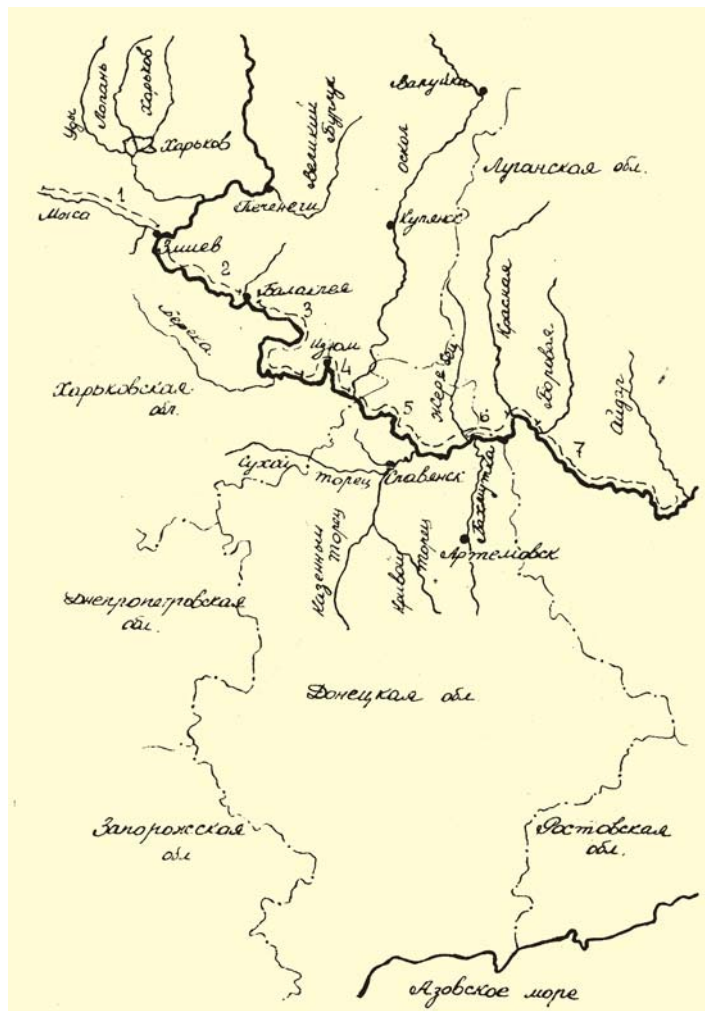 Уды
Лопань
Харьков
Харьков
Великий
Бурлук
Валуйки
Оскол
Луганская обл.
1
Мжа
Печенеги
Купянск
Змиев
2
Балаклея
3
Берека
Изюм
4
Харьковская
обл.
5
Жеребец
6
Красная
Боровая
7
Айдар
Сухой
Торец
Славянск
Бахмутка
Казенный
Торец
Кривой
Торец
Артемовск
Днепропетровская
обл.
Донецкая обл
Запорожская
обл
Ростовская
обл.
Азовское море